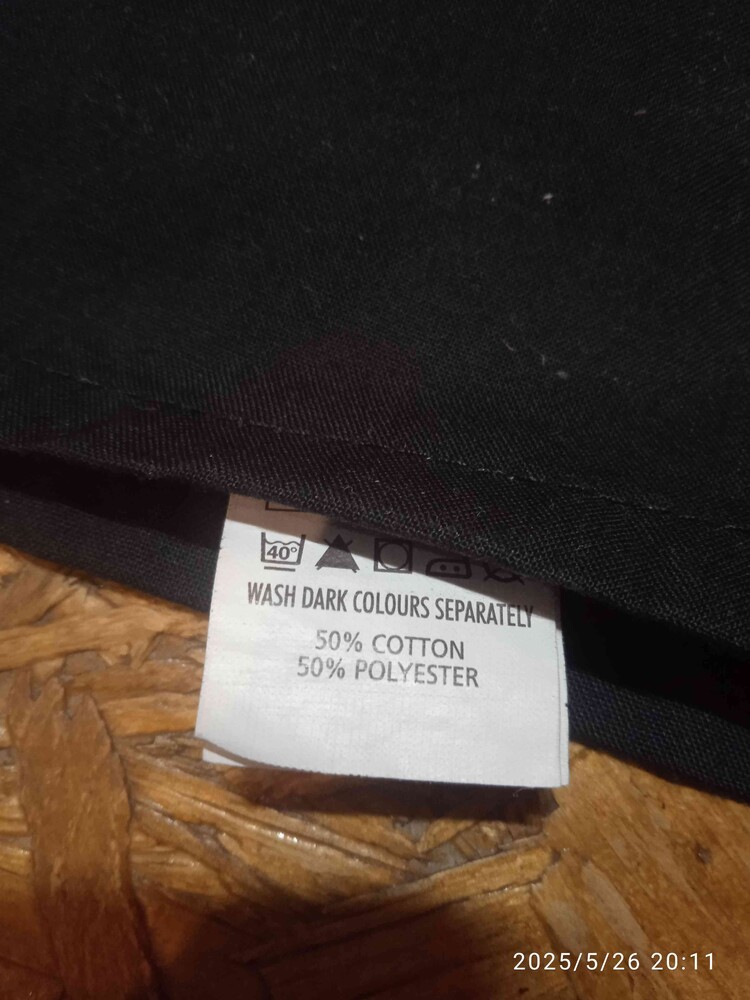 40°
WASH DARK COLOURS SEPARATELY
50% COTTON
50% POLYESTER
2025/5/26 20:11